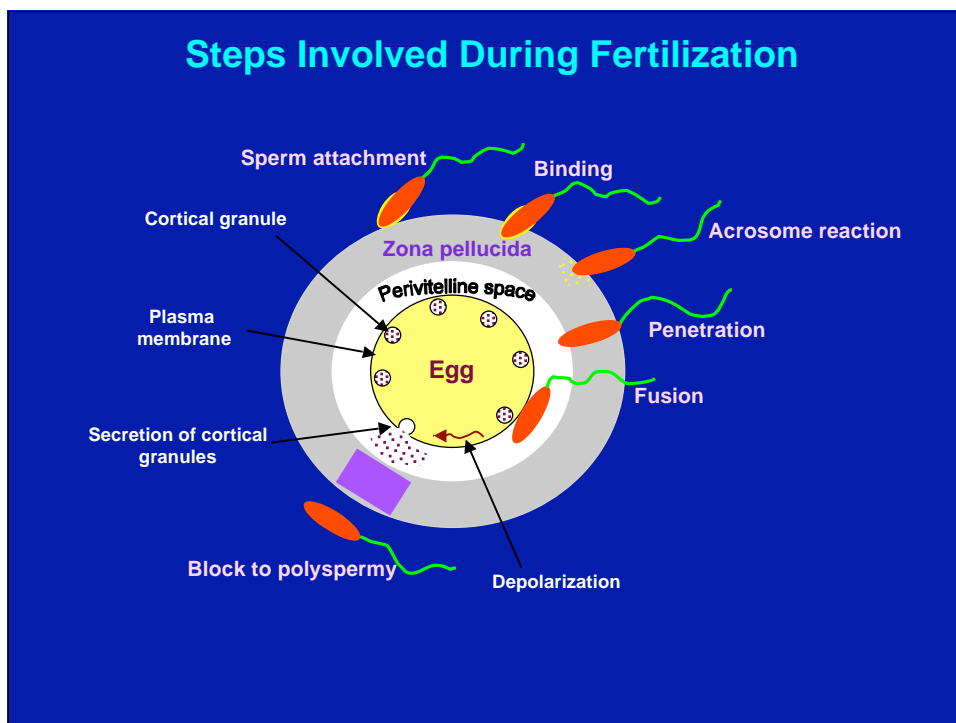 Steps Involved During Fertilization
Sperm attachment
Binding
Cortical granule
Acrosome reaction
Zona pellucida
Perivitelline space
Plasma
membrane
Penetration
Egg
Fusion
Secretion of cortical
granules
Block to polyspermy
Depolarization